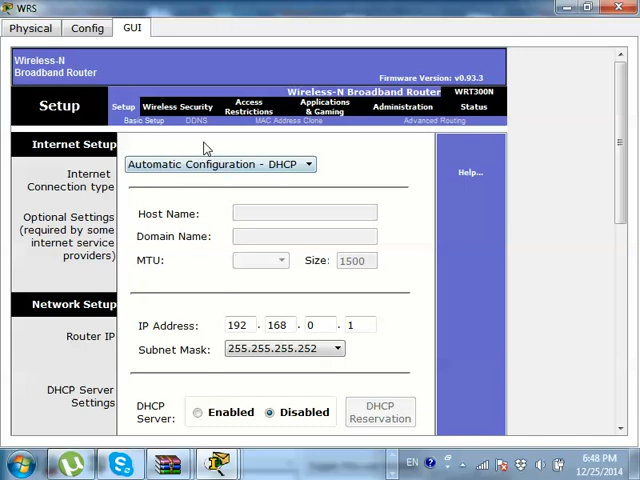 WRS
Physical Config GUI
Wireless-N
Broadband Router
Firmware Version: v0.93.3
Wireless-N Broadband Router WRT300N
Setup
Setup Wireless Security Access Restrictions Applications & Gaming Administration Status
Basic Setup DDNS MAC Address Clone Advanced Routing
Internet Setup
Internet
Connection type
Automatic Configuration - DHCP
Help...
Optional Settings
(required by some
internet service
providers)
Host Name:
Domain Name:
MTU: Size: 1500
Network Setup
Router IP
IP Address: 192 . 168 . 0 . 1
Subnet Mask: 255.255.255.252
DHCP Server
Settings
DHCP
Server: Enabled Disabled
DHCP
Reservation
EN 6:48 PM
12/25/2014